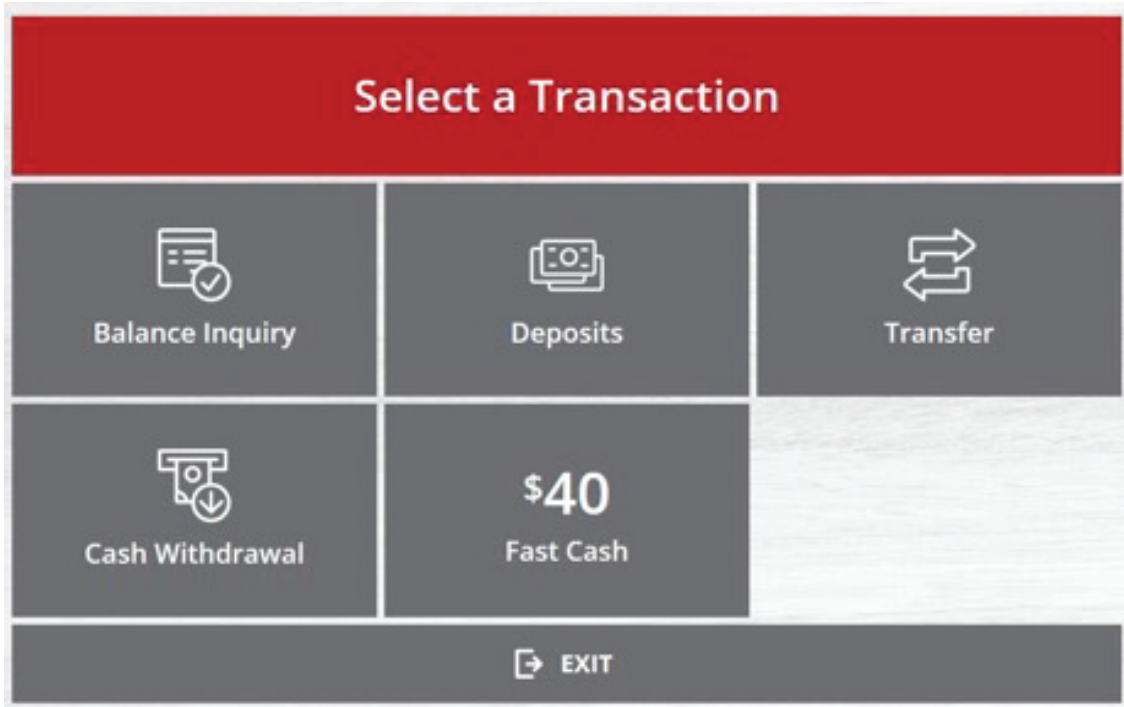 Select a Transaction
Balance Inquiry
Deposits
Transfer
Cash Withdrawal
$40
Fast Cash
EXIT